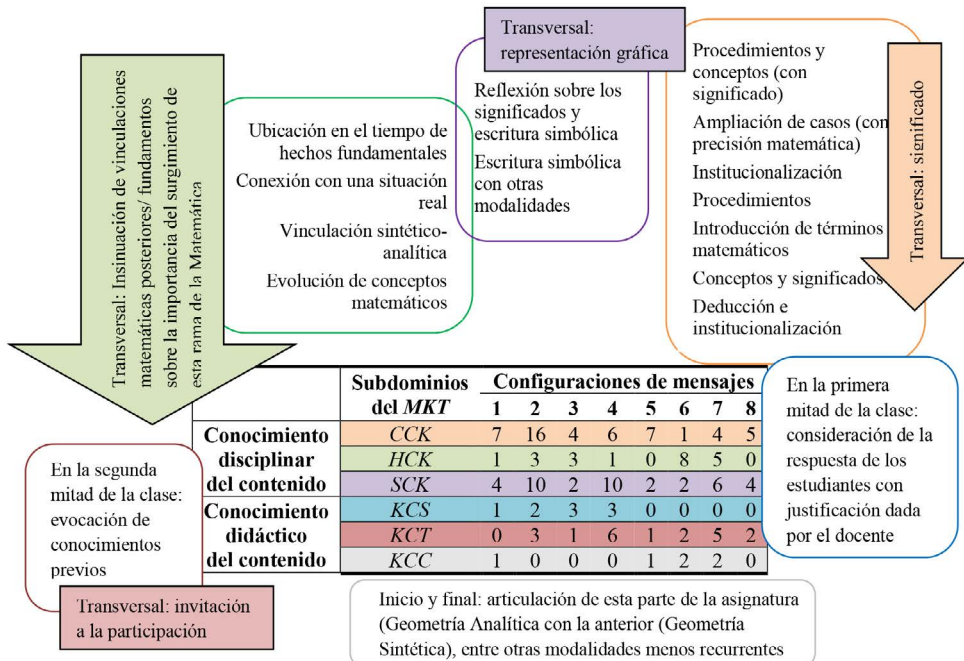 Transversal: Insinuación de vinculaciones
matemáticas posteriores/ fundamentos
sobre la importancia del surgimiento de
esta rama de la Matemática
Ubicación en el tiempo de
hechos fundamentales
Conexión con una situación
real
Vinculación sintético-
analítica
Evolución de conceptos
matemáticos
Transversal:
representación gráfica
Reflexión sobre los
significados y
escritura simbólica
Escritura simbólica
con otras
modalidades
Procedimientos y
conceptos (con
significado)
Ampliación de casos (con
precisión matemática)
Institucionalización
Procedimientos
Introducción de términos
matemáticos
Conceptos y significados
Deducción e
institucionalización
Transversal: significado
Subdominios del MKT Configuraciones de mensajes
1 2 3 4 5 6 7 8
Conocimiento disciplinar del contenido
CCK 7 16 4 6 7 1 4 5
HCK 1 3 3 1 0 8 5 0
SCK 4 10 2 10 2 2 6 4
Conocimiento didáctico del contenido
KCS 1 2 3 3 0 0 0 0
KCT 0 3 1 6 1 2 5 2
KCC 1 0 0 0 1 2 2 0
En la segunda
mitad de la clase:
evocación de
conocimientos
previos
Transversal: invitación
a la participación
En la primera
mitad de la clase:
consideración de la
respuesta de los
estudiantes con
justificación dada
por el docente
Inicio y final: articulación de esta parte de la asignatura
(Geometría Analítica con la anterior (Geometría
Sintética), entre otras modalidades menos recurrentes